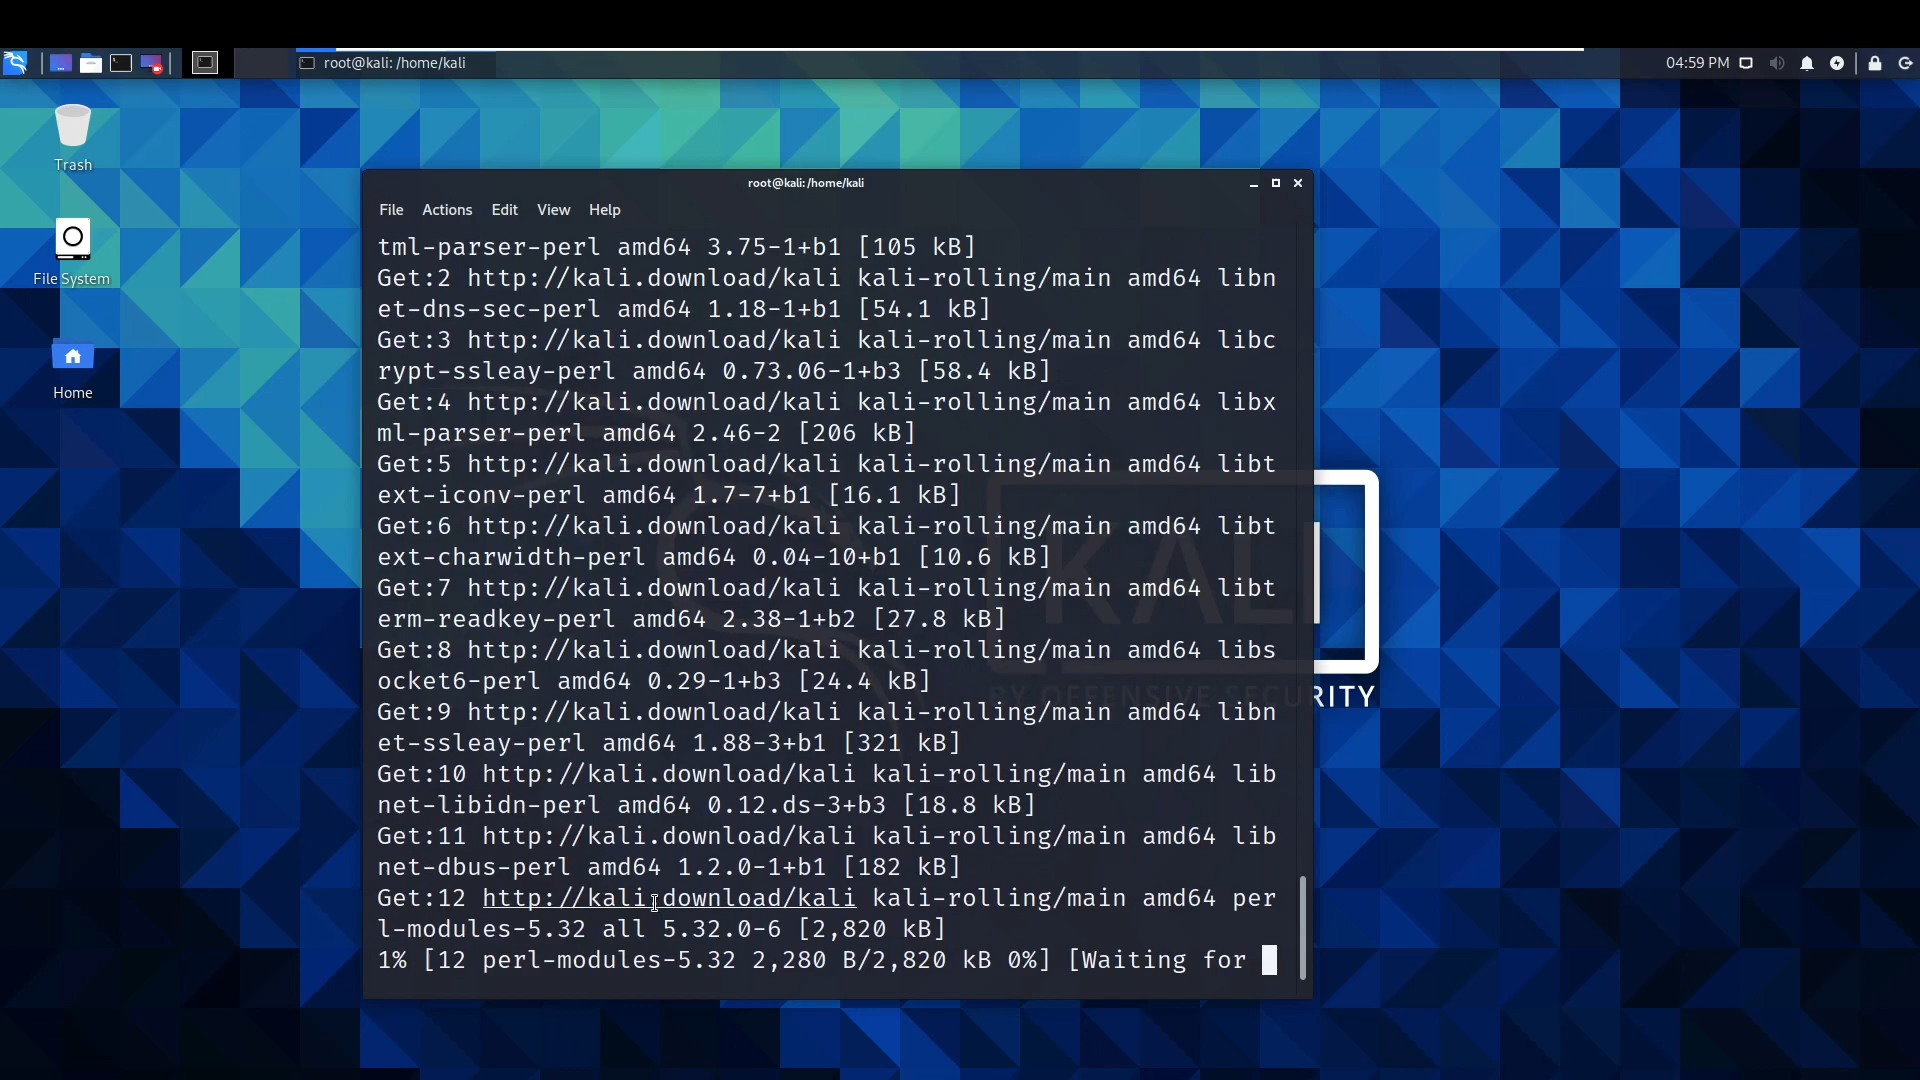 root@kali: /home/kali
04:59 PM
Trash
File System
Home
root@kali: /home/kali
File Actions Edit View Help
tml-parser-perl amd64 3.75-1+b1 [105 kB]
Get:2 http://kali.download/kali kali-rolling/main amd64 libn
et-dns-sec-perl amd64 1.18-1+b1 [54.1 kB]
Get:3 http://kali.download/kali kali-rolling/main amd64 libc
rypt-ssleay-perl amd64 0.73.06-1+b3 [58.4 kB]
Get:4 http://kali.download/kali kali-rolling/main amd64 libx
ml-parser-perl amd64 2.46-2 [206 kB]
Get:5 http://kali.download/kali kali-rolling/main amd64 libt
ext-iconv-perl amd64 1.7-7+b1 [16.1 kB]
Get:6 http://kali.download/kali kali-rolling/main amd64 libt
ext-charwidth-perl amd64 0.04-10+b1 [10.6 kB]
Get:7 http://kali.download/kali kali-rolling/main amd64 libt
erm-readkey-perl amd64 2.38-1+b2 [27.8 kB]
Get:8 http://kali.download/kali kali-rolling/main amd64 libs
ocket6-perl amd64 0.29-1+b3 [24.4 kB]
Get:9 http://kali.download/kali kali-rolling/main amd64 libn
et-ssleay-perl amd64 1.88-3+b1 [321 kB]
Get:10 http://kali.download/kali kali-rolling/main amd64 lib
net-libidn-perl amd64 0.12.ds-3+b3 [18.8 kB]
Get:11 http://kali.download/kali kali-rolling/main amd64 lib
net-dbus-perl amd64 1.2.0-1+b1 [182 kB]
Get:12 http://kali.download/kali kali-rolling/main amd64 per
l-modules-5.32 all 5.32.0-6 [2,820 kB]
1% [12 perl-modules-5.32 2,280 B/2,820 kB 0%] [Waiting for
KALI
BY OFFENSIVE SECURITY